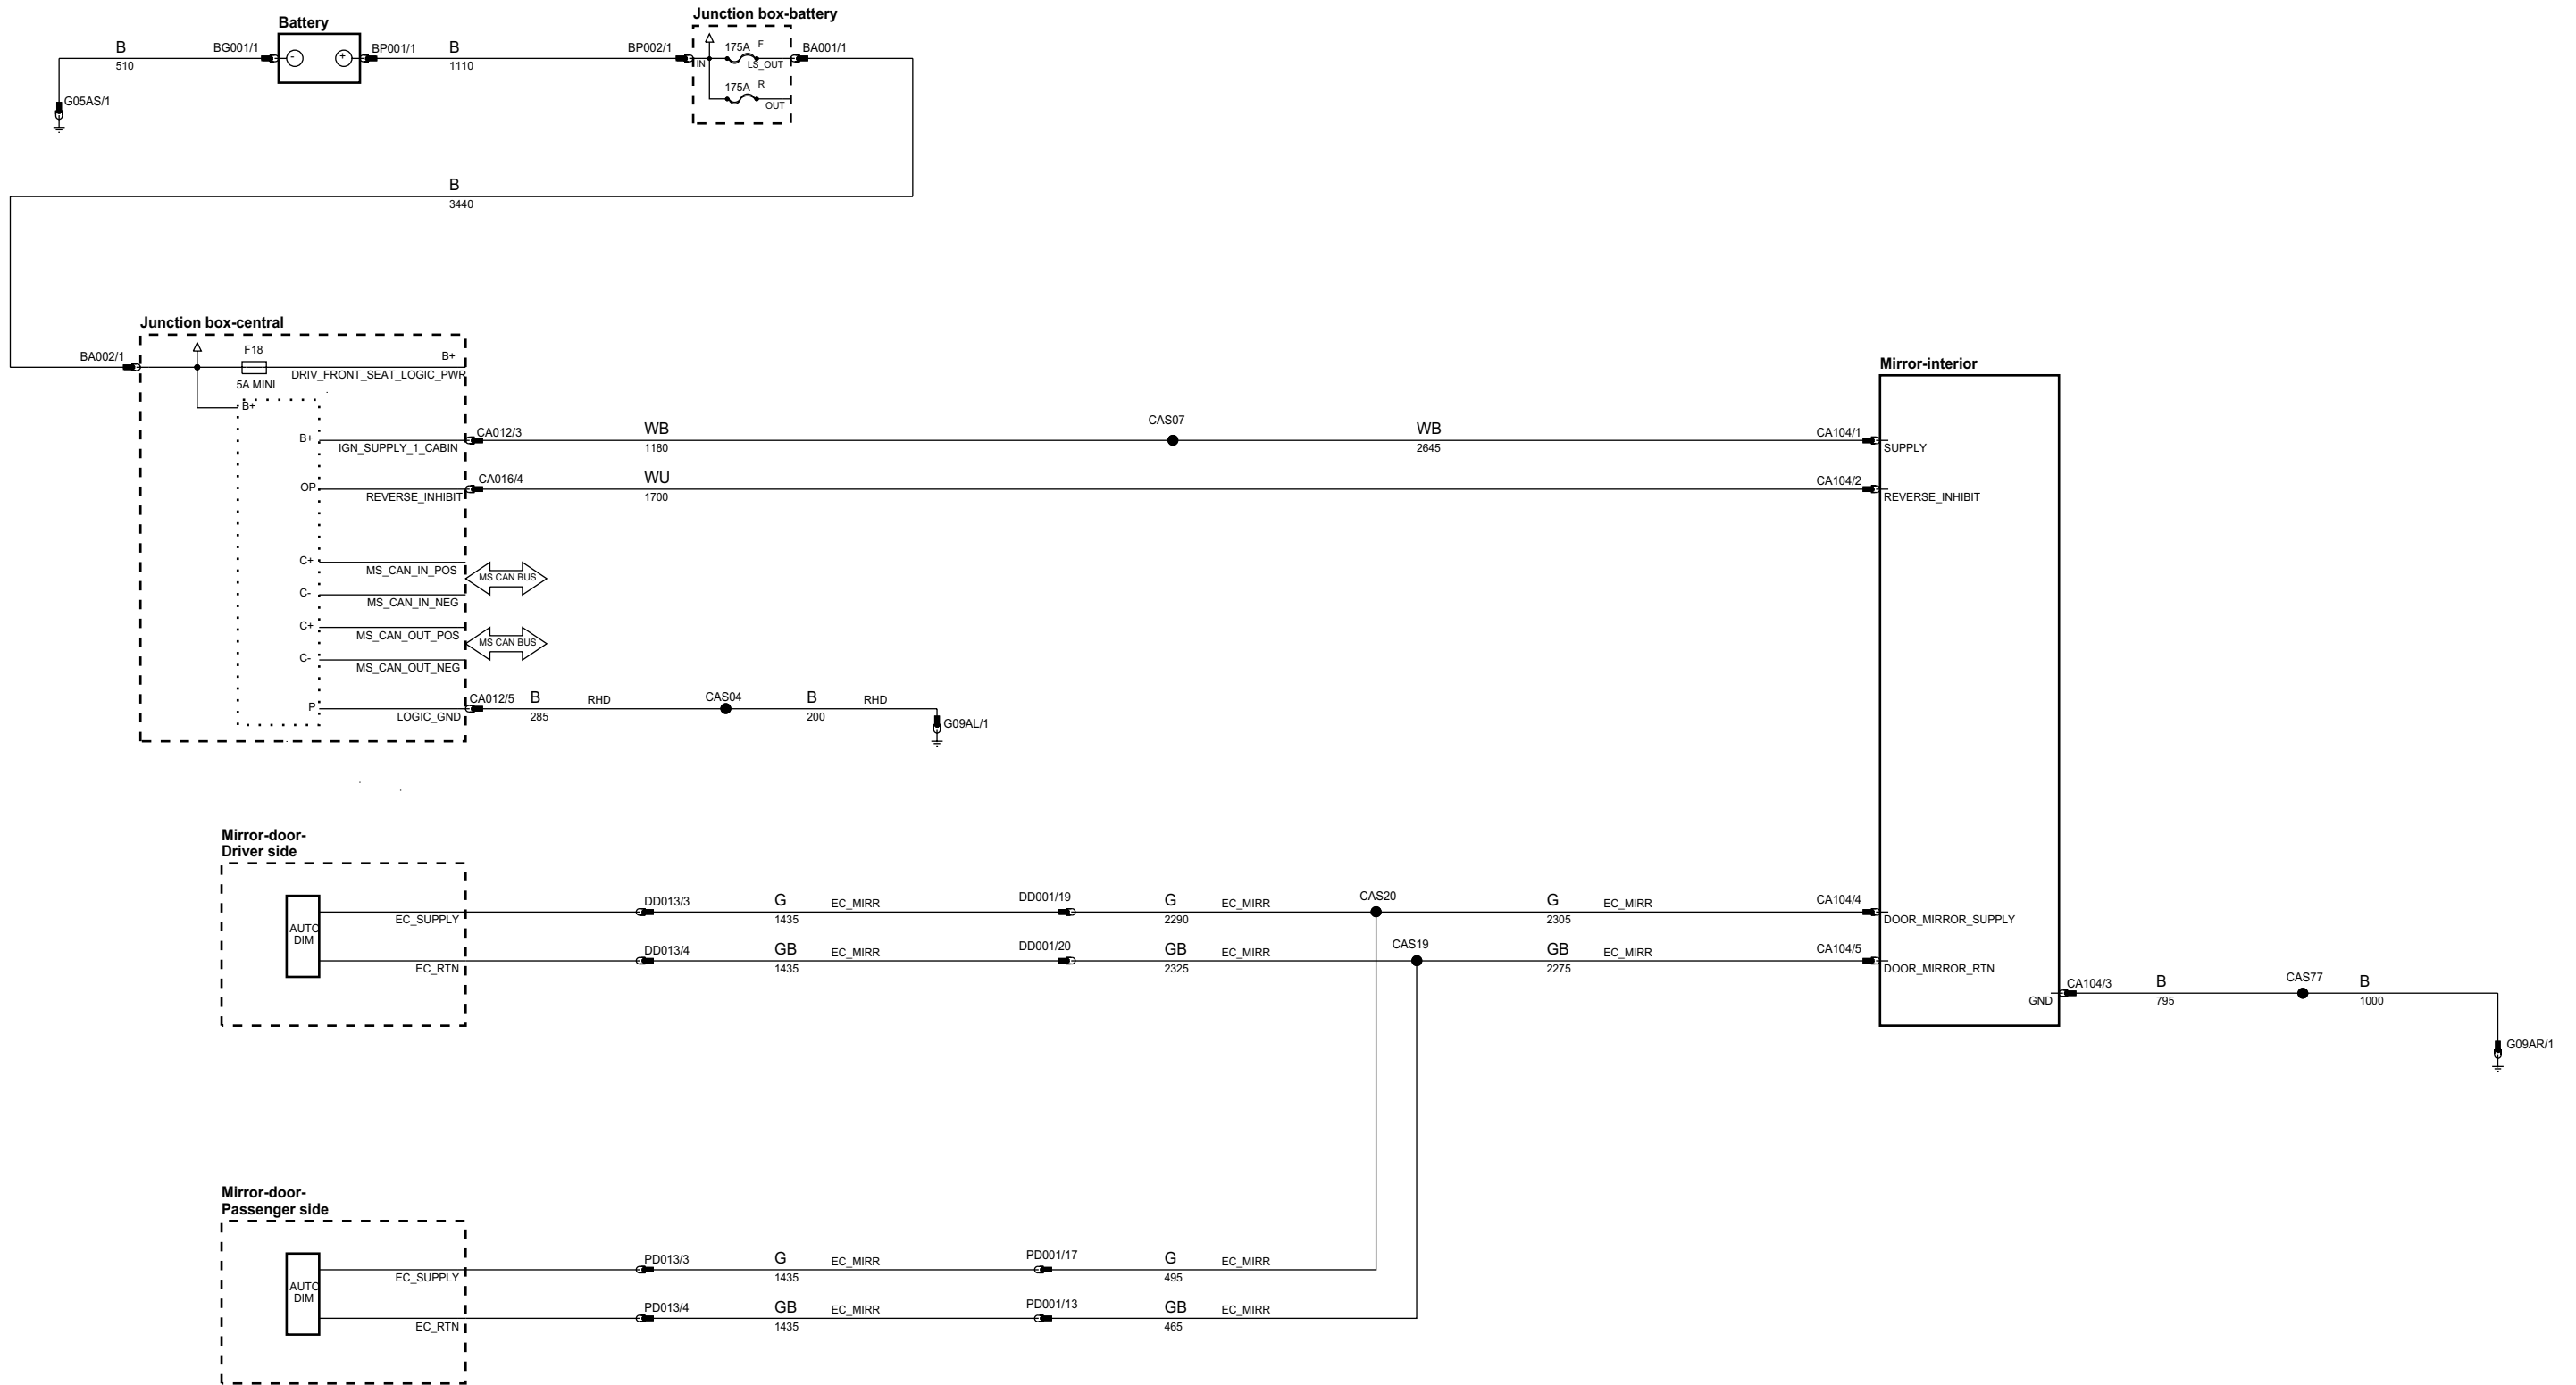 Battery
Junction box-battery
B
510
BG001/1
-
+
BP001/1
B
1110
BP002/1
IN
175A F
LS_OUT
BA001/1
175A R
OUT
G05AS/1
B
3440
Junction box-central
BA002/1
F18
5A MINI
B+
DRIV_FRONT_SEAT_LOGIC_PWR
B+
Mirror-interior
B+
IGN_SUPPLY_1_CABIN
CA012/3
WB
1180
CAS07
WB
2645
CA104/1
SUPPLY
OP
REVERSE_INHIBIT
CA016/4
WU
1700
CA104/2
REVERSE_INHIBIT
C+
MS_CAN_IN_POS
MS CAN BUS
C-
MS_CAN_IN_NEG
C+
MS_CAN_OUT_POS
MS CAN BUS
C-
MS_CAN_OUT_NEG
P
LOGIC_GND
CA012/5
B
285
RHD
CAS04
B
200
RHD
G09AL/1
Mirror-door-
Driver side
AUTO
DIM
EC_SUPPLY
DD013/3
G
1435
EC_MIRR
DD001/19
G
2290
EC_MIRR
CAS20
G
2305
EC_MIRR
CA104/4
DOOR_MIRROR_SUPPLY
EC_RTN
DD013/4
GB
1435
EC_MIRR
DD001/20
GB
2325
EC_MIRR
CAS19
GB
2275
EC_MIRR
CA104/5
DOOR_MIRROR_RTN
GND
CA104/3
B
795
CAS77
B
1000
G09AR/1
Mirror-door-
Passenger side
AUTO
DIM
EC_SUPPLY
PD013/3
G
1435
EC_MIRR
PD001/17
G
495
EC_MIRR
EC_RTN
PD013/4
GB
1435
EC_MIRR
PD001/13
GB
465
EC_MIRR